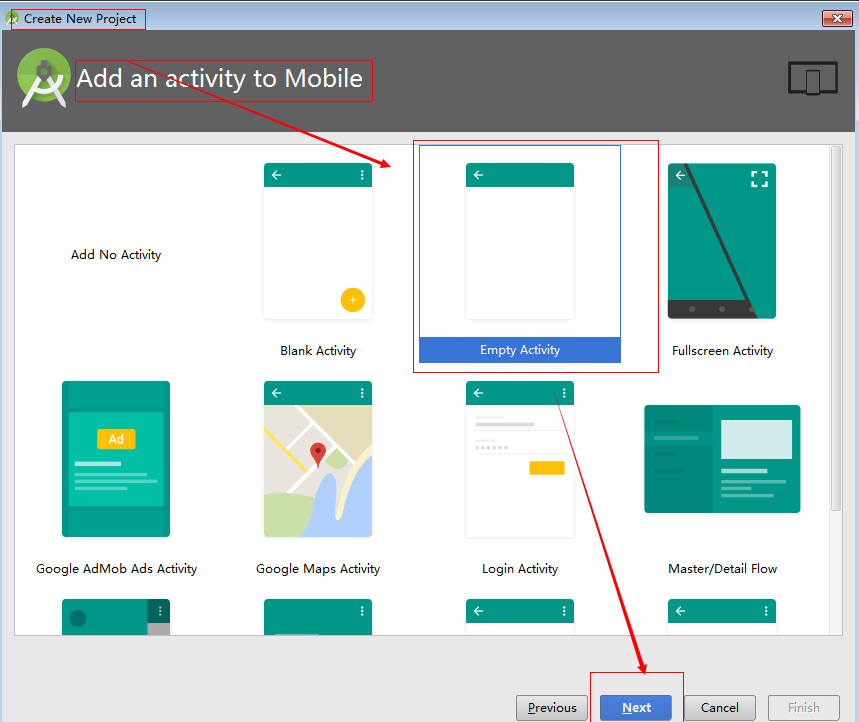 Create New Project
Add an activity to Mobile
Add No Activity
Blank Activity
Empty Activity
Fullscreen Activity
Ad
Google AdMob Ads Activity
Google Maps Activity
Login Activity
Master/Detail Flow
Previous
Next
Cancel
Finish